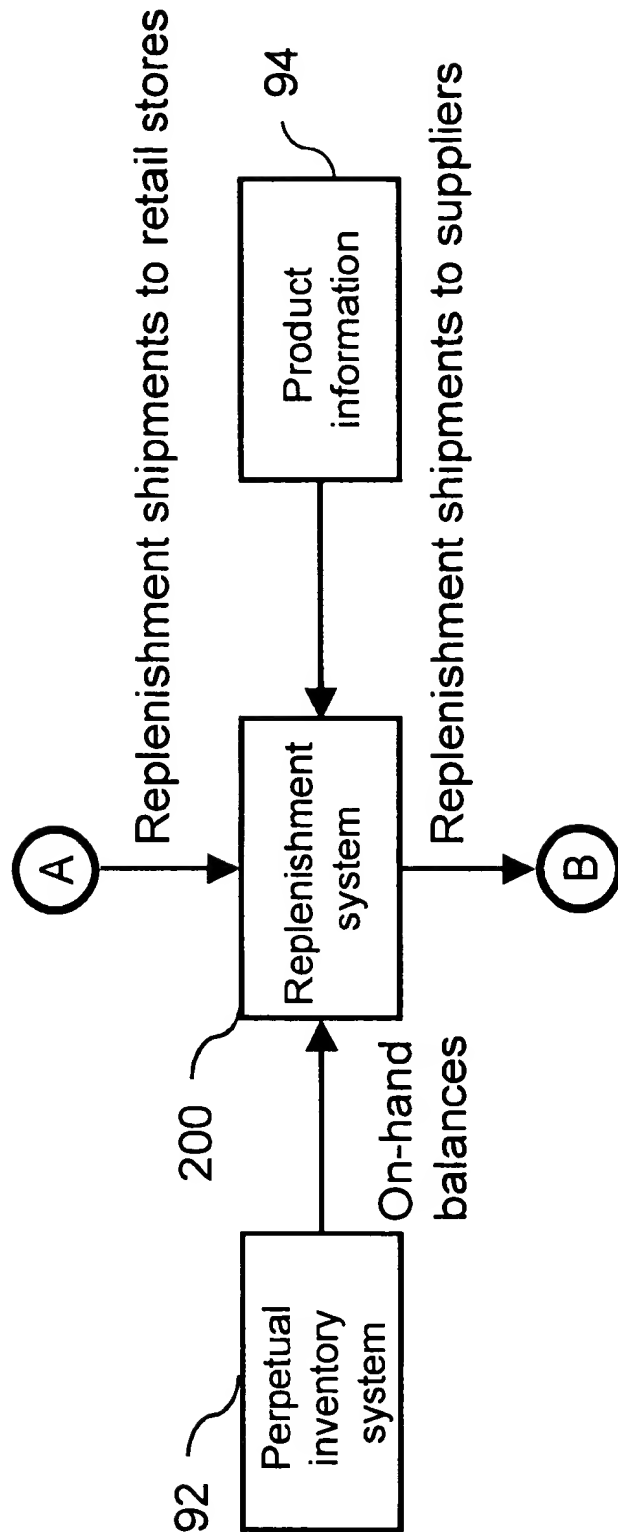 A
Replenishment shipments to retail stores
200
92
94
Perpetual
inventory
system
Replenishment
system
Product
information
On-hand
balances
Replenishment shipments to suppliers
B